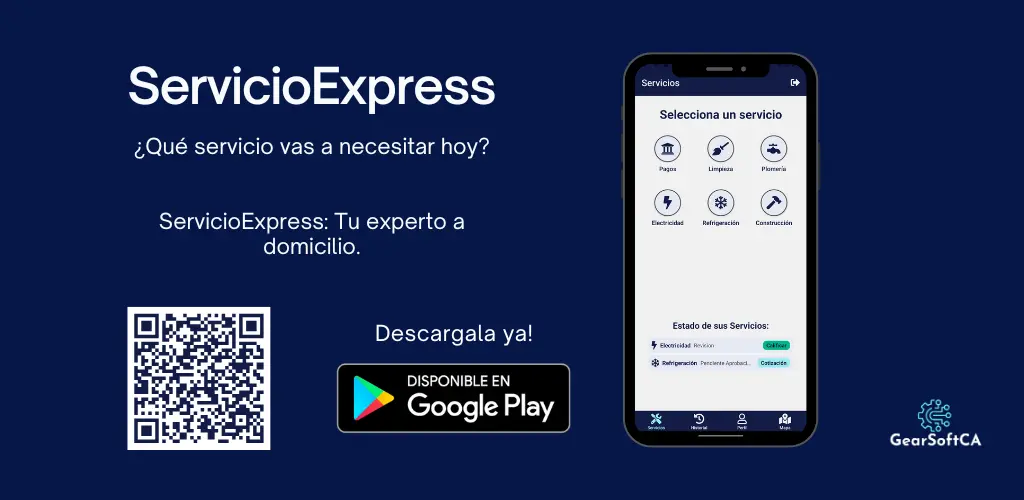 ServicioExpress
¿Qué servicio vas a necesitar hoy?
ServicioExpress: Tu experto a
domicilio.
Descargala ya!
DISPONIBLE EN
Google Play
Servicios
Selecciona un servicio
Pagos Limpieza Plomería
Electricidad Refrigeración Construcción
Estado de sus Servicios:
Electricidad Revision Calificar
Refrigeración Pendiente Aprobaci... Cotización
Servicios Historial Perfil Mapa
GearSoftCA